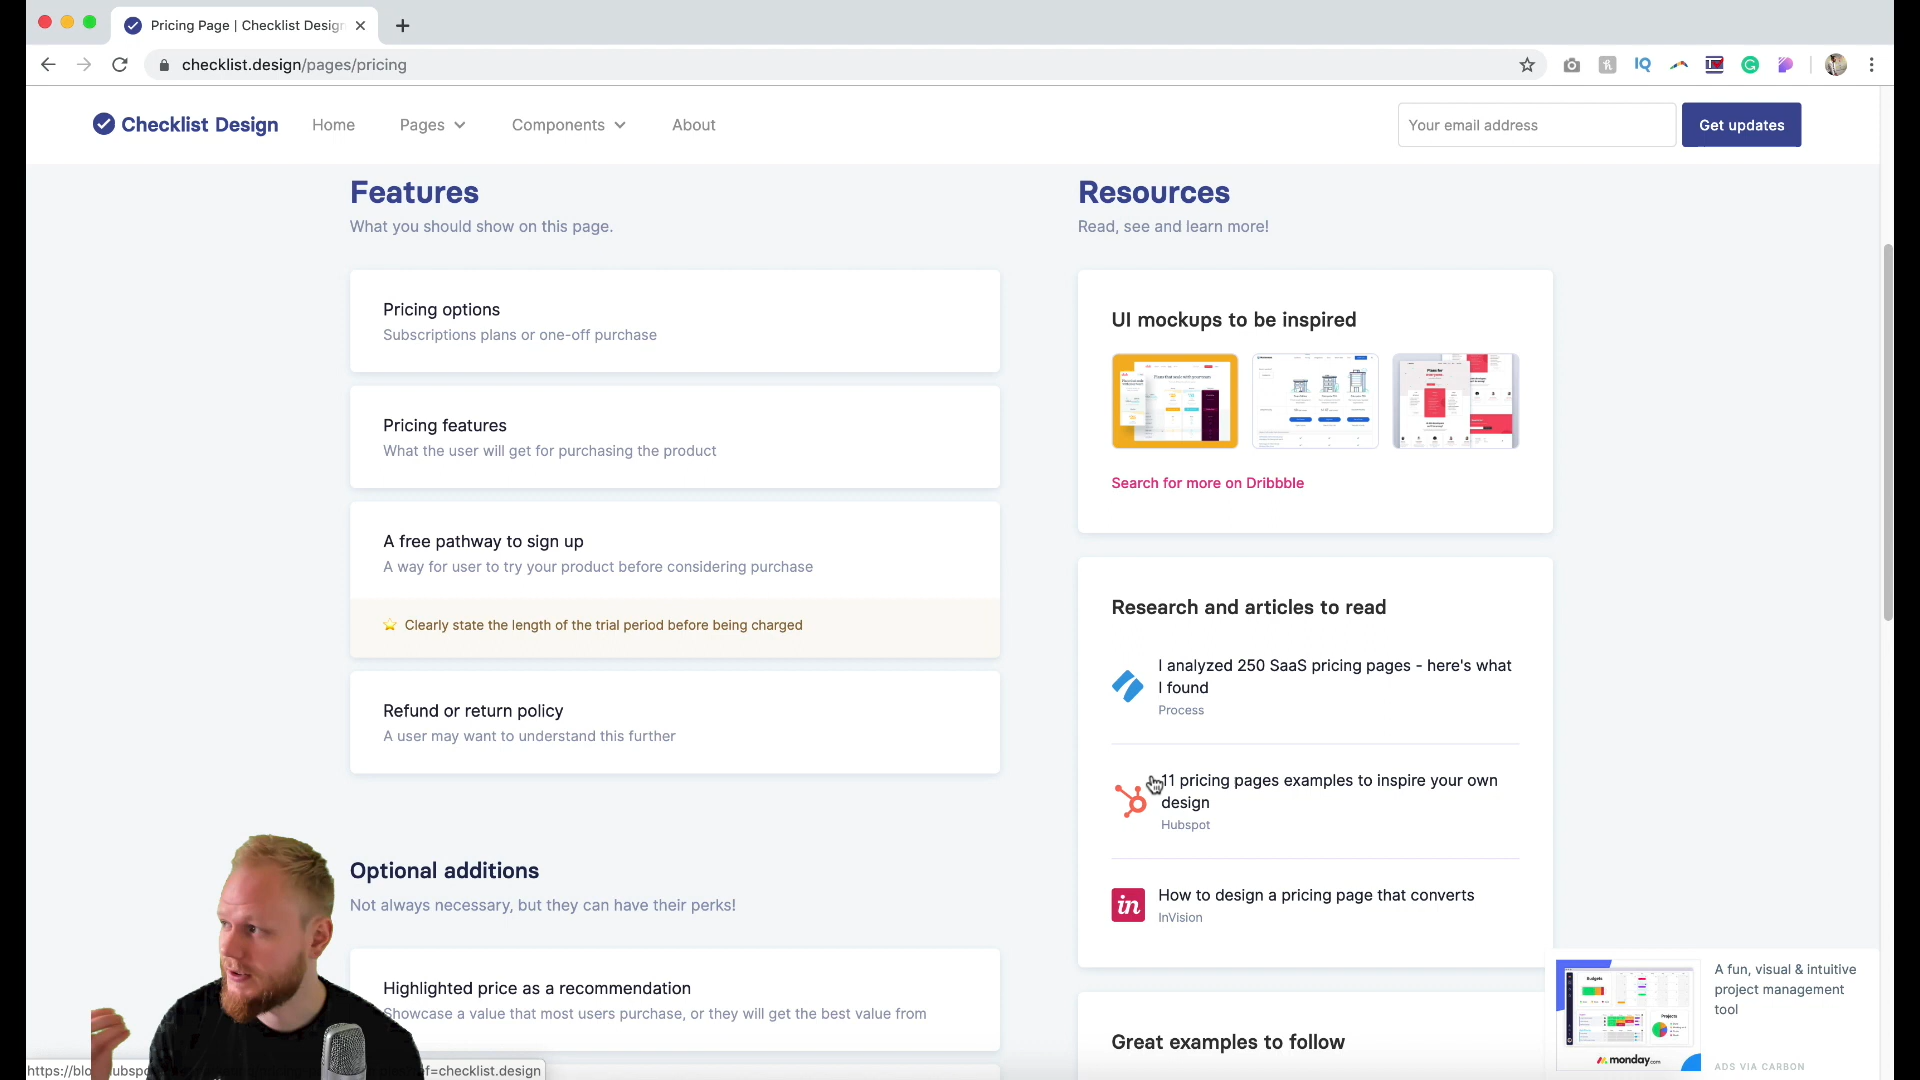 Pricing Page | Checklist Design
checklist.design/pages/pricing
IQ
Checklist Design
Home
Pages
Components
About
Your email address
Get updates
Features
What you should show on this page.
Pricing options
Subscriptions plans or one-off purchase
Pricing features
What the user will get for purchasing the product
A free pathway to sign up
A way for user to try your product before considering purchase
Clearly state the length of the trial period before being charged
Refund or return policy
A user may want to understand this further
Optional additions
Not always necessary, but they can have their perks!
Highlighted price as a recommendation
Showcase a value that most users purchase, or they will get the best value from
Resources
Read, see and learn more!
UI mockups to be inspired
Search for more on Dribbble
Research and articles to read
I analyzed 250 SaaS pricing pages - here's what
I found
Process
11 pricing pages examples to inspire your own
design
Hubspot
in
How to design a pricing page that converts
InVision
Great examples to follow
Budgets
Projects
monday.com
A fun, visual & intuitive
project management
tool
ADS VIA CARBON
=checklist.design